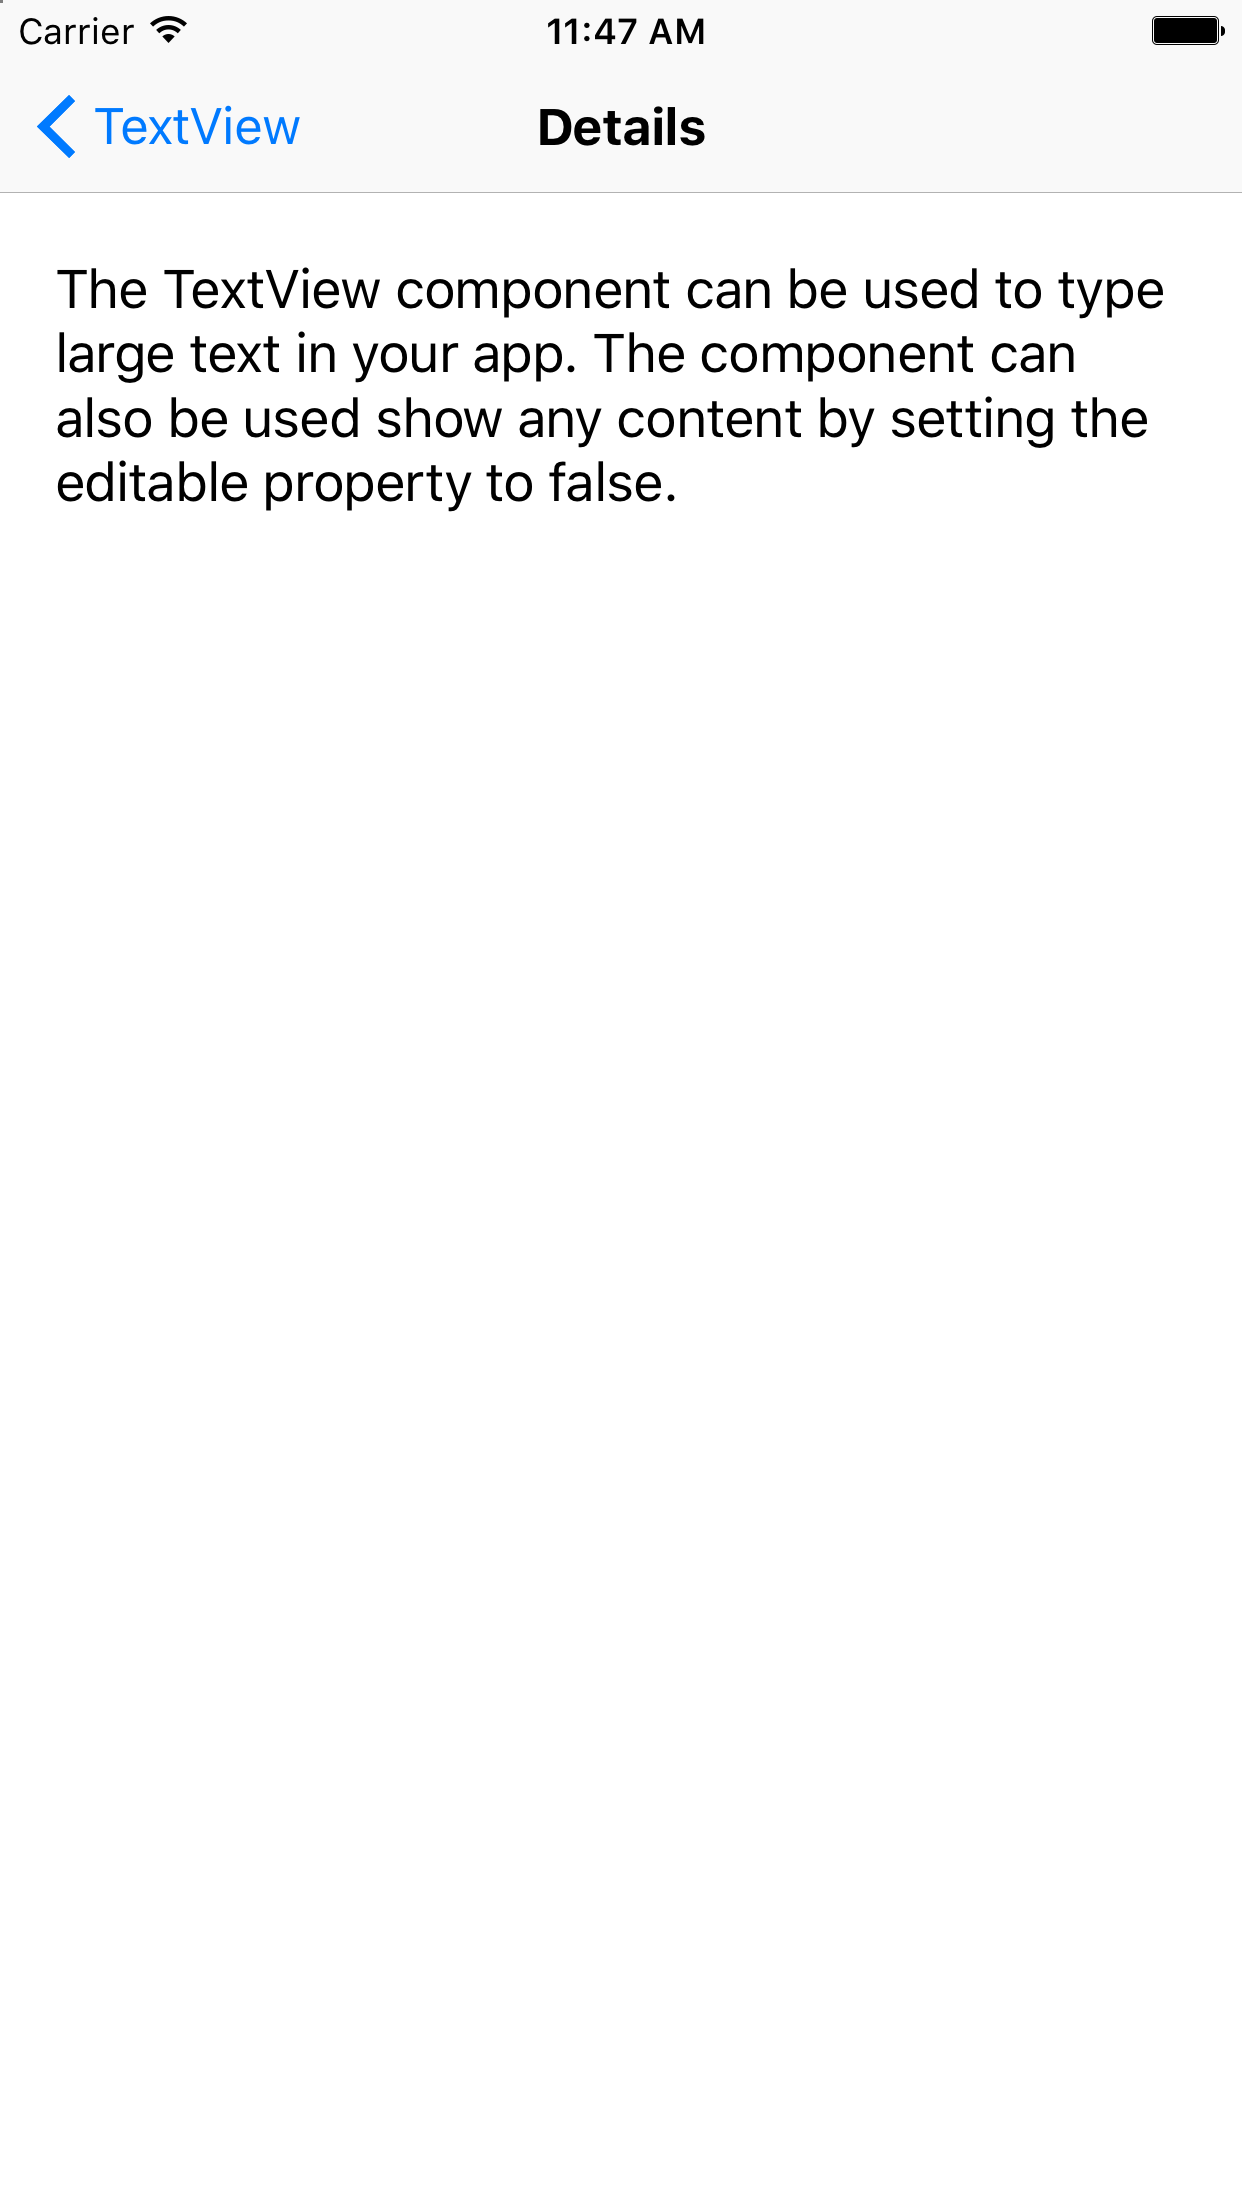 Carrier 11:47 AM
TextView Details
The TextView component can be used to type
large text in your app. The component can
also be used show any content by setting the
editable property to false.